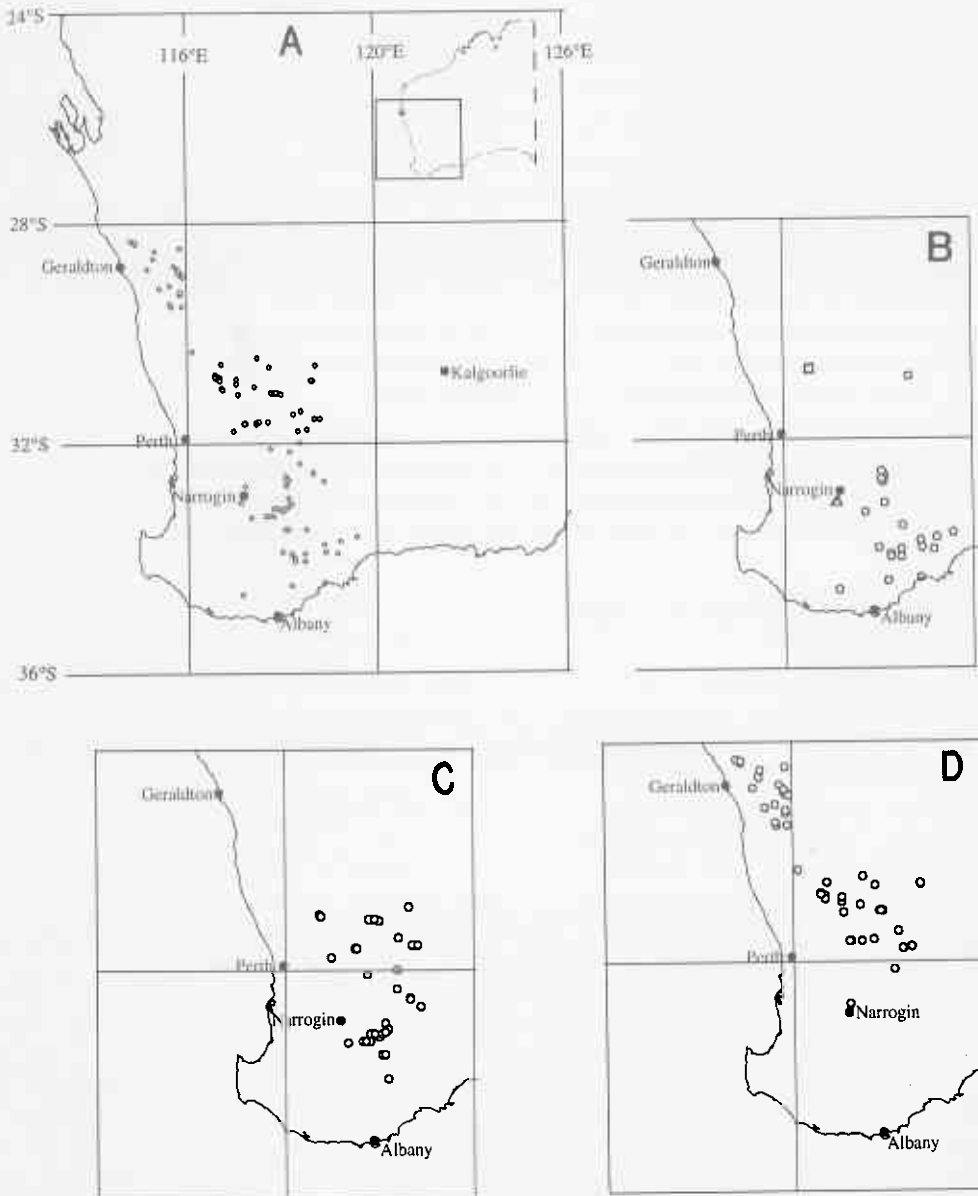 24°S
A
116°E
120°E
126°E
28°S
Geraldton
Kalgoorlie
Perth
32°S
Narrogin
Albany
36°S
B
Geraldton
Perth
Narrogin
Albany
C
Geraldton
Perth
Narrogin
Albany
D
Geraldton
Perth
Narrogin
Albany